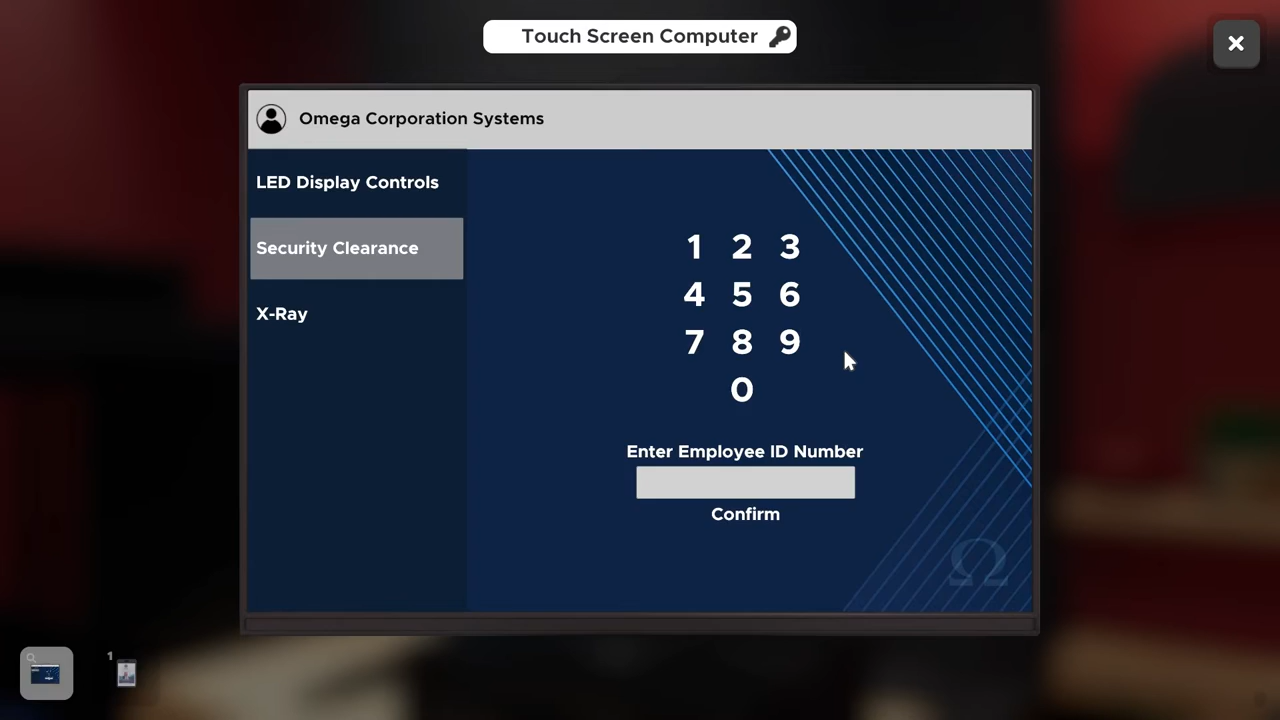 Touch Screen Computer
Omega Corporation Systems
LED Display Controls
Security Clearance
X-Ray
1 2 3
4 5 6
7 8 9
0
Enter Employee ID Number
Confirm
Ω
1